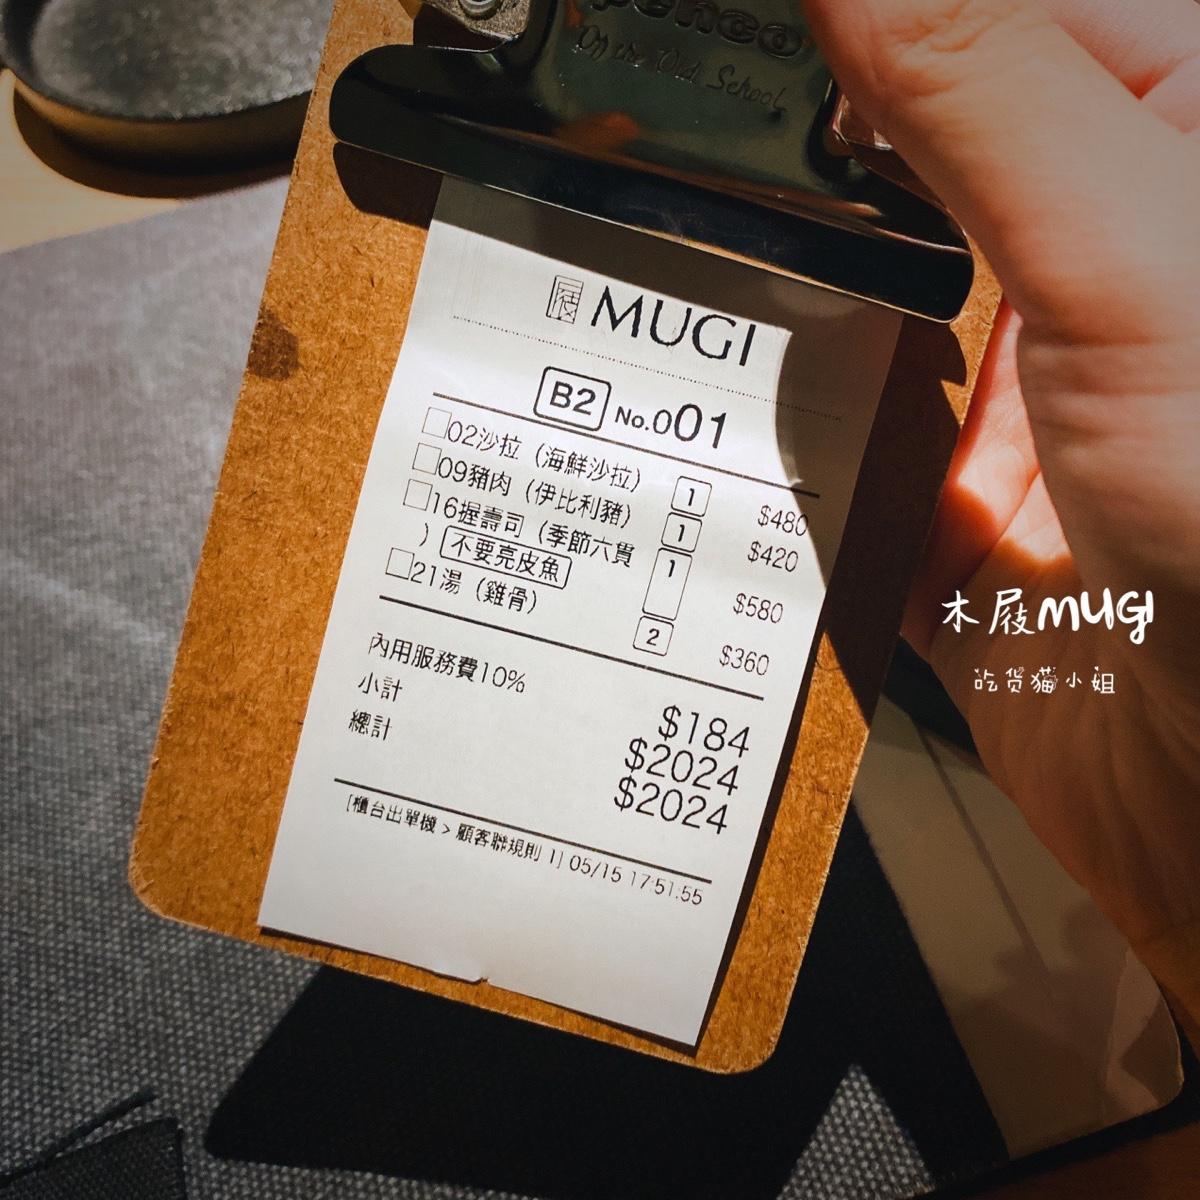 penco
Of the Old School
屐 MUGI
B2 No.001
02沙拉（海鮮沙拉） 1 $480
09豬肉（伊比利豬） 1 $420
16握壽司（季節六貫 1 $580
） 不要亮皮魚
21湯（雞骨） 2 $360
內用服務費10% $184
小計 $2024
總計 $2024
[櫃台出單機 > 顧客聯規則 1] 05/15 17:51:55
木屐MUGI
吃货猫小姐